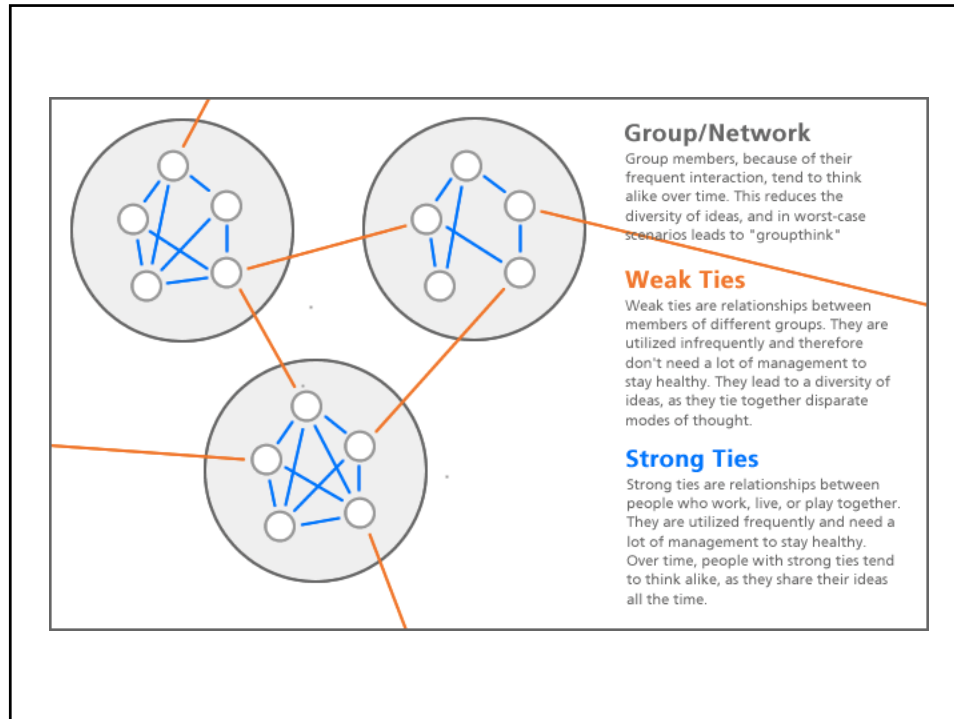 Group/Network
Group members, because of their
frequent interaction, tend to think
alike over time. This reduces the
diversity of ideas, and in worst-case
scenarios leads to "groupthink"
Weak Ties
Weak ties are relationships between
members of different groups. They are
utilized infrequently and therefore
don't need a lot of management to
stay healthy. They lead to a diversity of
ideas, as they tie together disparate
modes of thought.
Strong Ties
Strong ties are relationships between
people who work, live, or play together.
They are utilized frequently and need a
lot of management to stay healthy.
Over time, people with strong ties tend
to think alike, as they share their ideas
all the time.